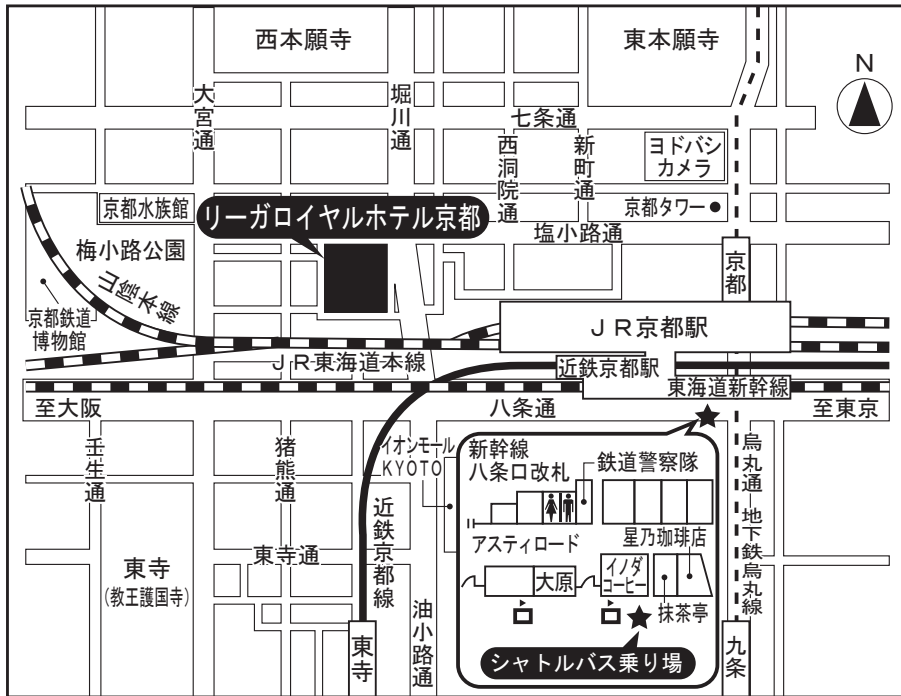 西本願寺
東本願寺
N
大宮通
堀川通
七条通
西洞院通
新町通
ヨドバシ
カメラ
京都水族館
リーガロイヤルホテル京都
京都タワー
塩小路通
梅小路公園
京都
山陰本線
京都鉄道
博物館
JR京都駅
JR東海道本線
近鉄京都駅
東海道新幹線
至大阪
八条通
至東京
壬生通
猪熊通
イオンモール
KYOTO
新幹線
八条口改札
鉄道警察隊
烏丸通
地下鉄烏丸線
近鉄京都線
アスティロード
星乃珈琲店
東寺通
東寺
(教王護国寺)
大原
イノダ
コーヒー
抹茶亭
油小路通
東寺
シャトルバス乗り場
九条